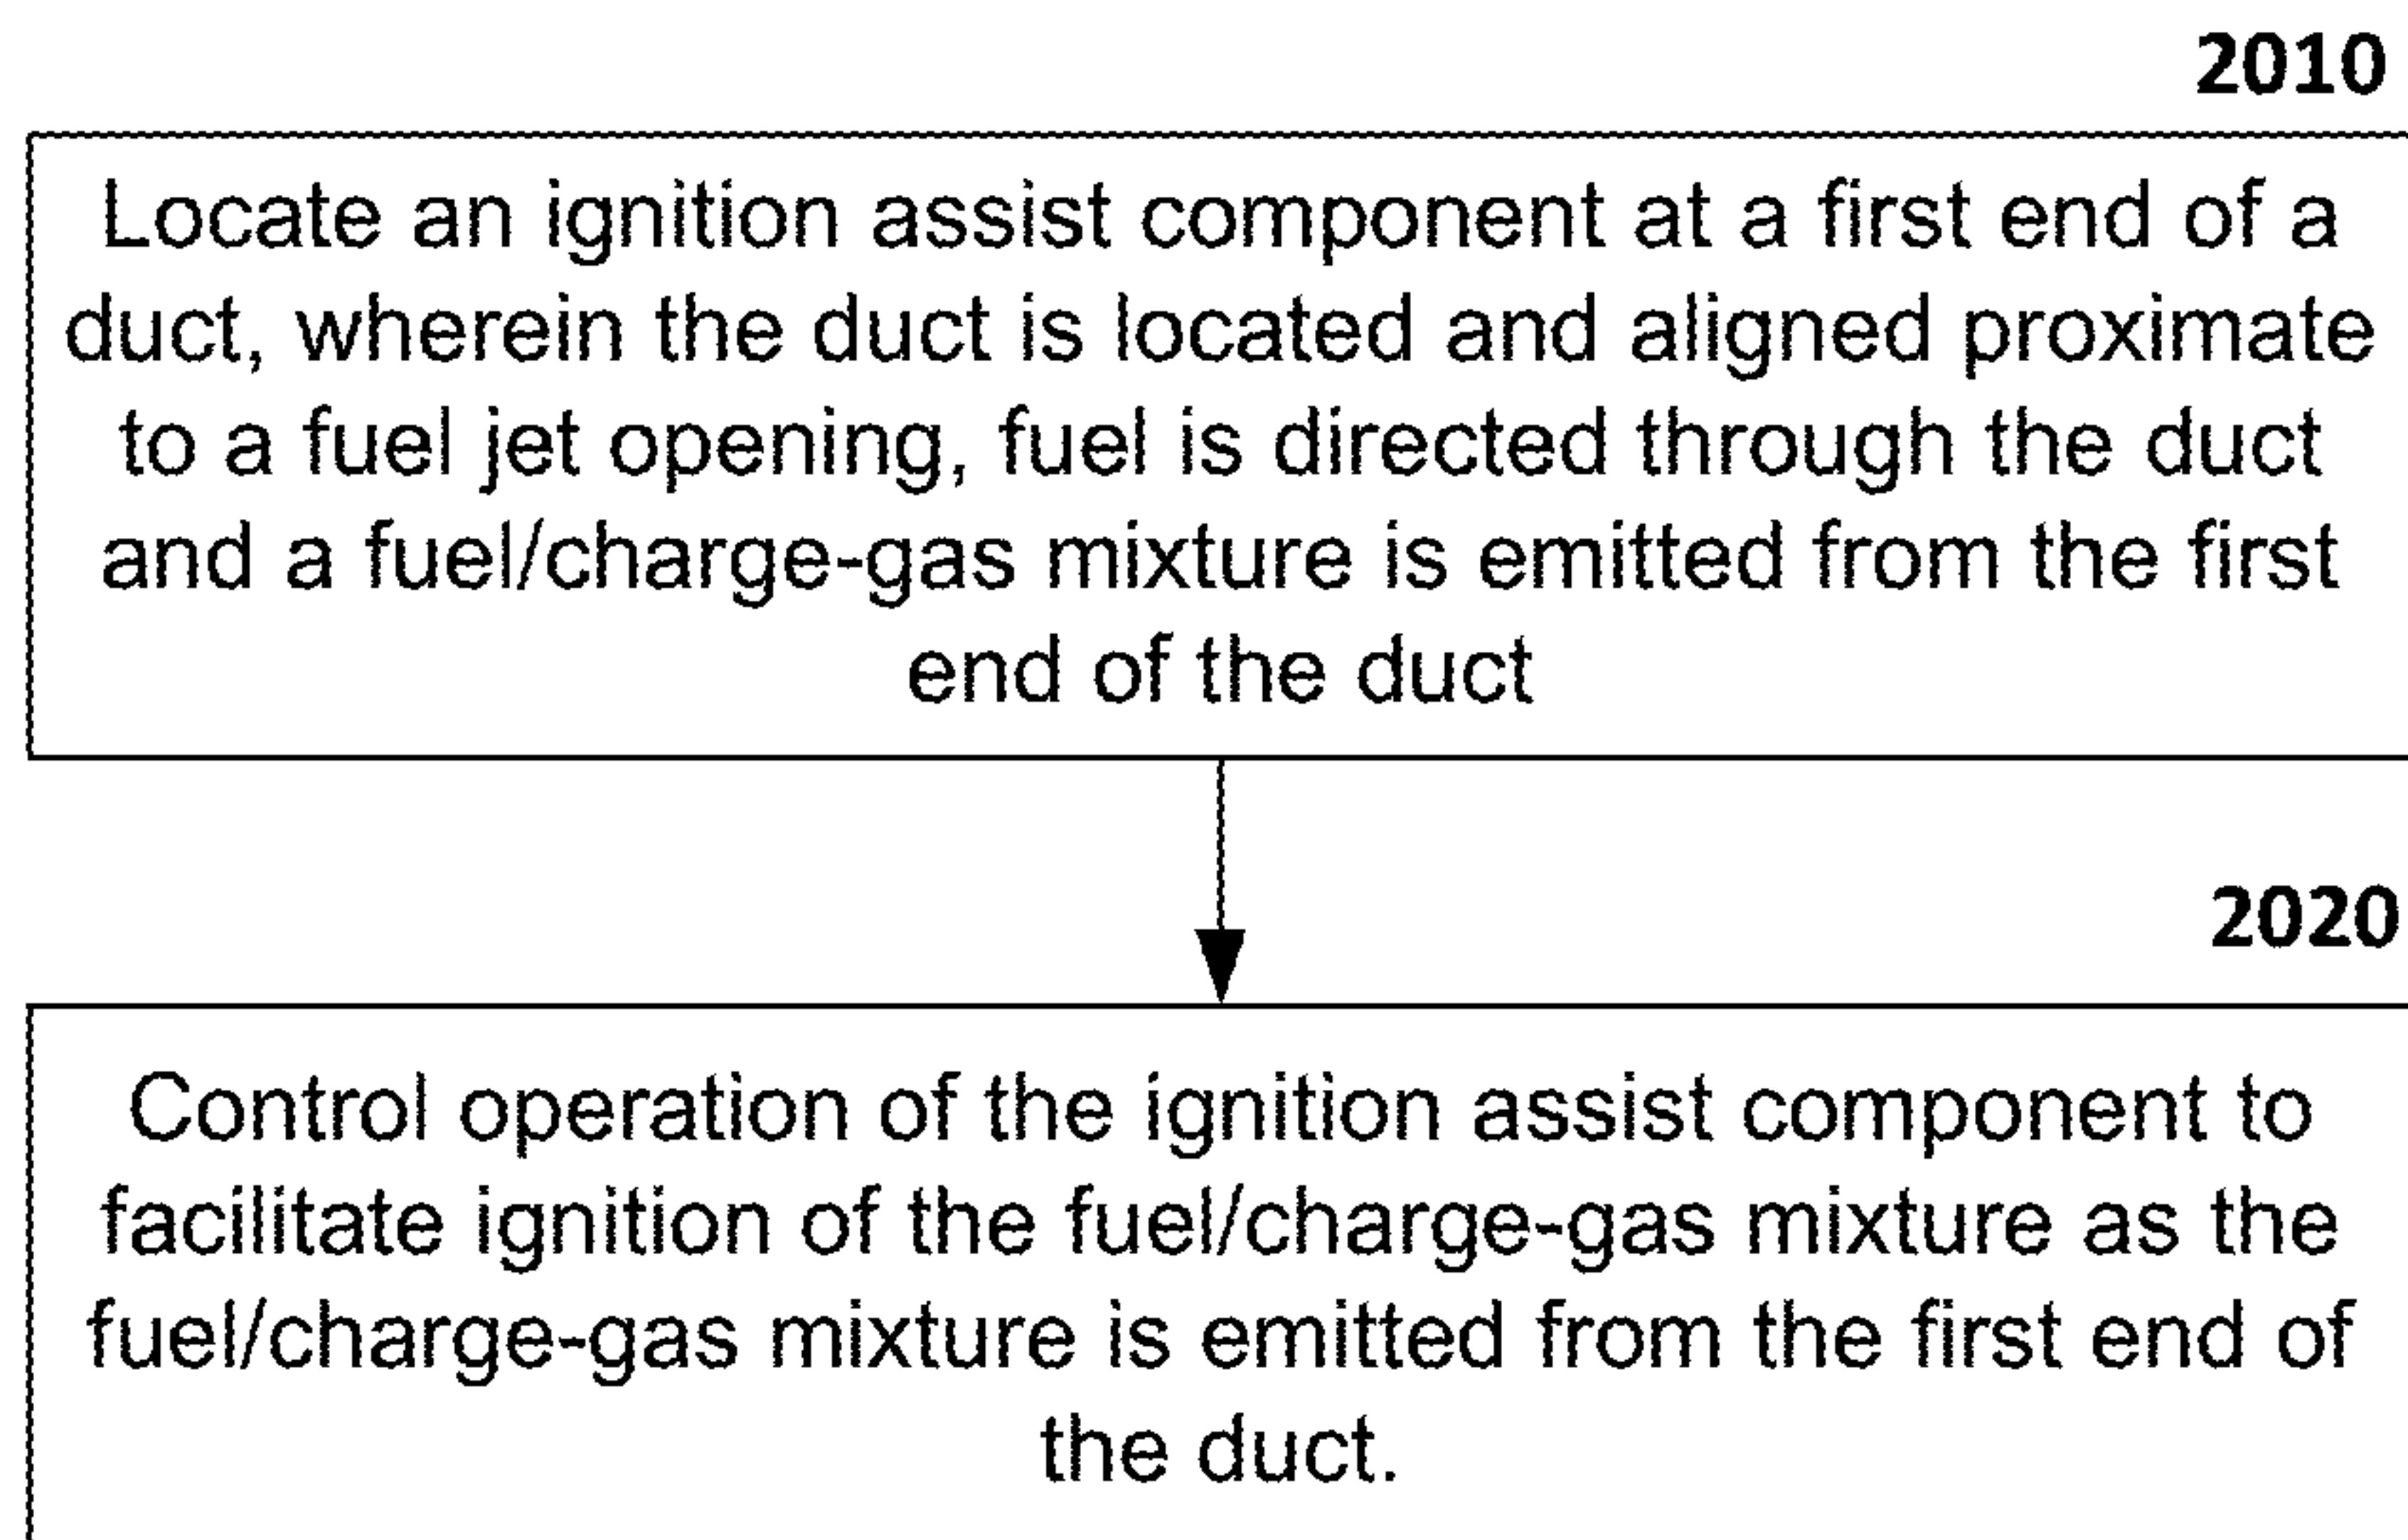 2010
Locate an ignition assist component at a first end of a
duct, wherein the duct is located and aligned proximate
to a fuel jet opening, fuel is directed through the duct
and a fuel/charge-gas mixture is emitted from the first
end of the duct
2020
Control operation of the ignition assist component to
facilitate ignition of the fuel/charge-gas mixture as the
fuel/charge-gas mixture is emitted from the first end of
the duct.